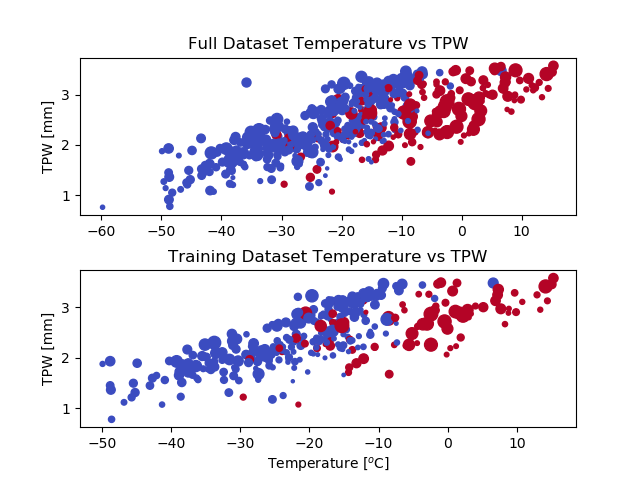 Full Dataset Temperature vs TPW
TPW [mm]
3
2
1
−60 −50 −40 −30 −20 −10 0 10
Training Dataset Temperature vs TPW
TPW [mm]
3
2
1
−50 −40 −30 −20 −10 0 10
Temperature [°C]